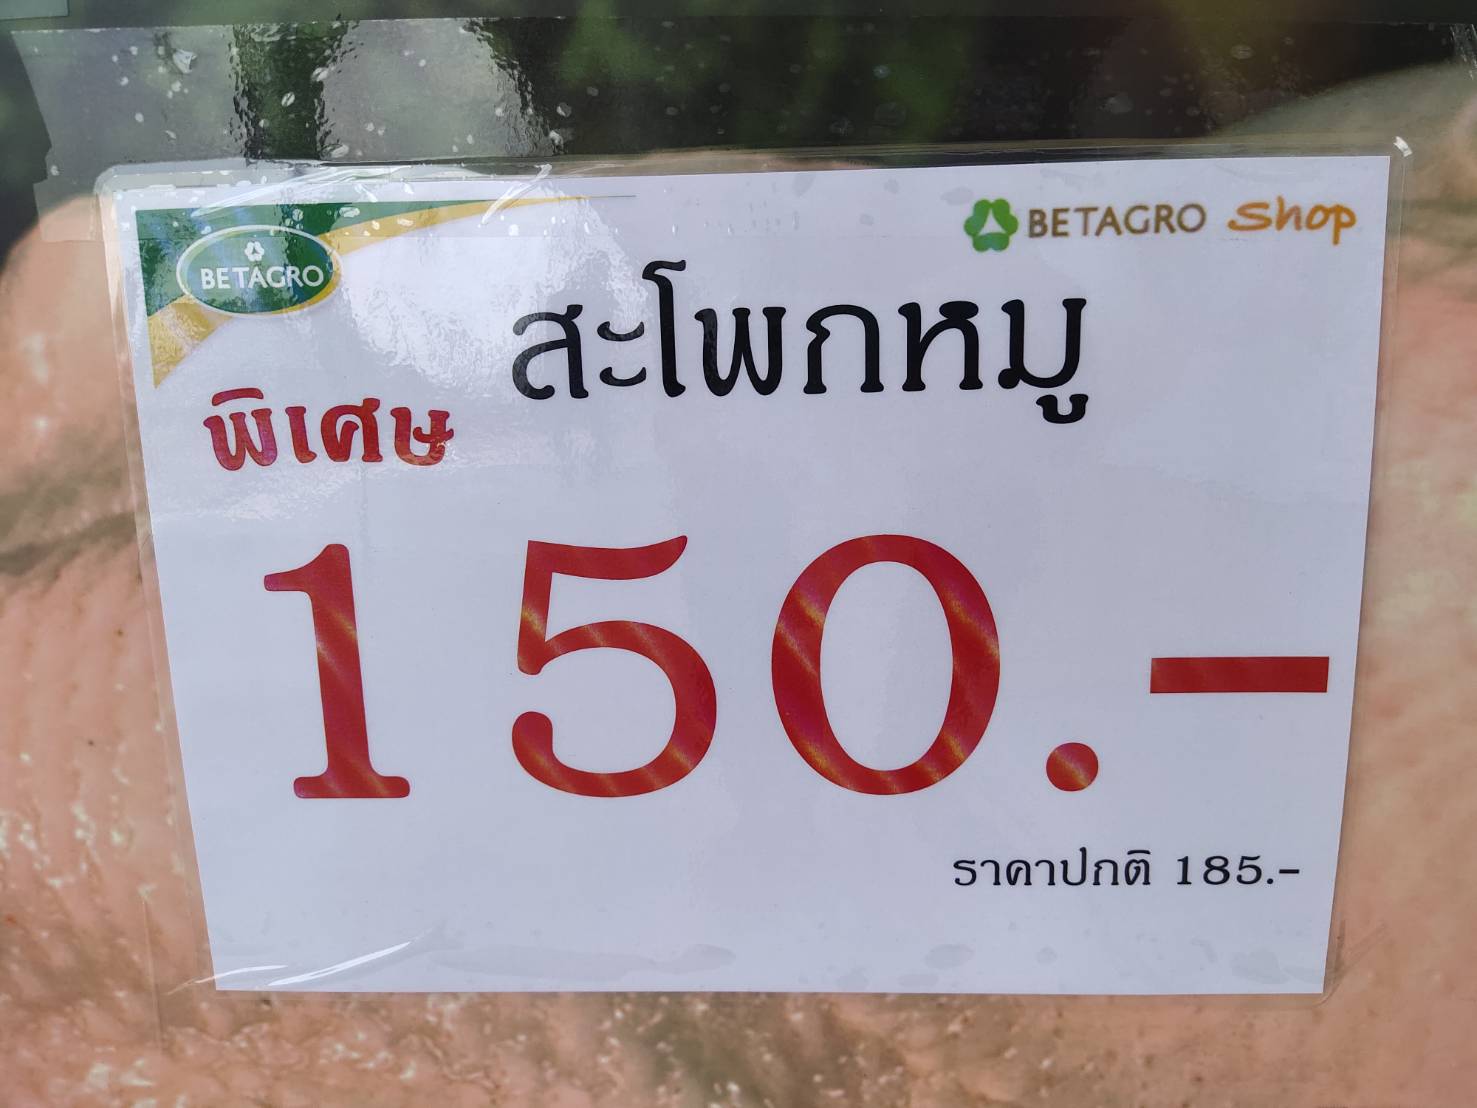 BETAGRO
BETAGRO Shop
สะโพกหมู
พิเศษ
150.-
ราคาปกติ 185.-